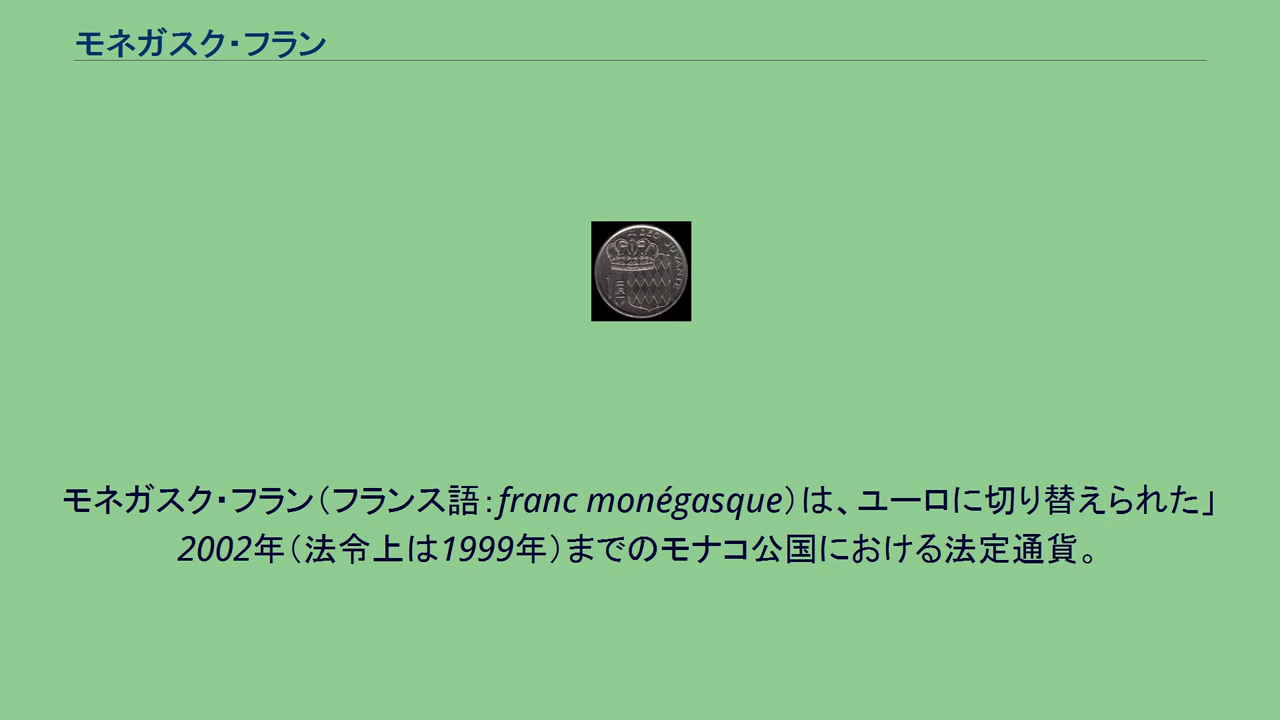 モネガスク・フラン
DEO JUVANTE
モネガスク・フラン（フランス語：franc monégasque）は、ユーロに切り替えられた」
2002年（法令上は1999年）までのモナコ公国における法定通貨。